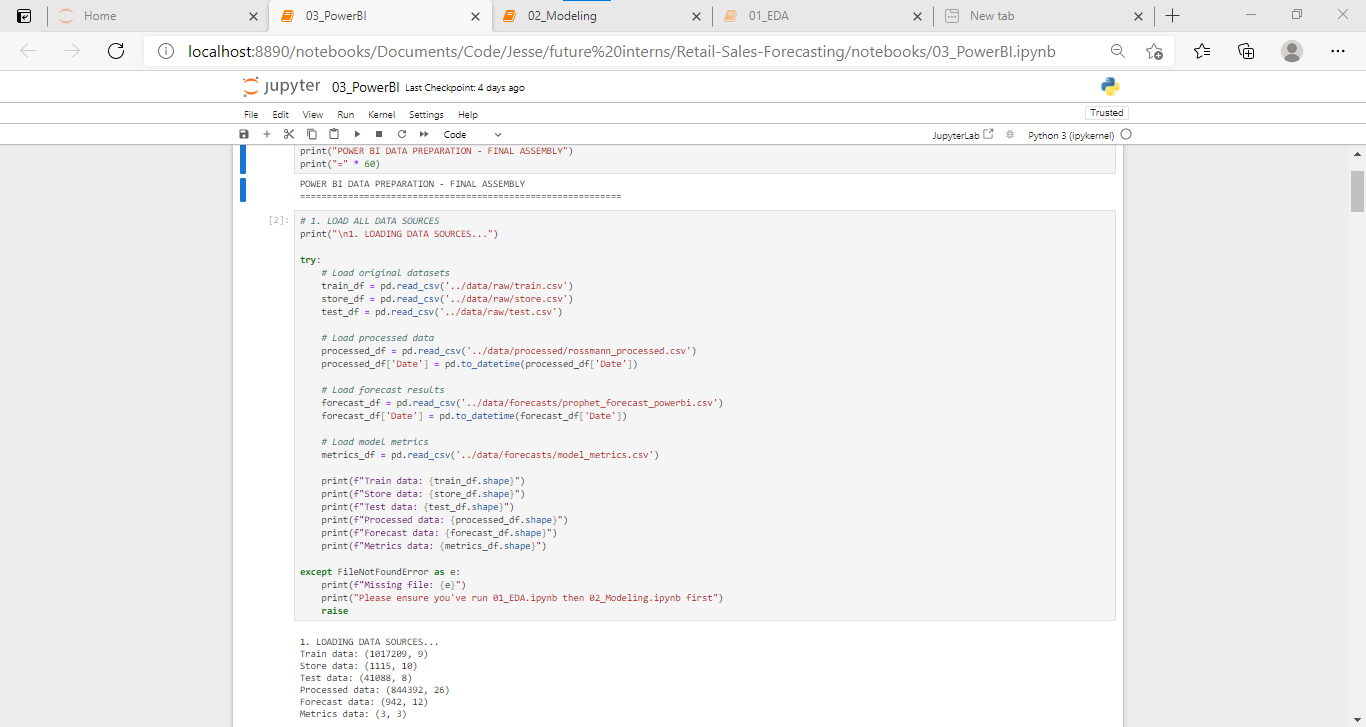 Home
03_PowerBI
02_Modeling
01_EDA
New tab
localhost:8890/notebooks/Documents/Code/Jesse/future%20interns/Retail-Sales-Forecasting/notebooks/03_PowerBI.ipynb
jupyter 03_PowerBI Last Checkpoint: 4 days ago
File Edit View Run Kernel Settings Help
Trusted
Code
JupyterLab
Python 3 (ipykernel)
print("POWER BI DATA PREPARATION - FINAL ASSEMBLY")
print("=" * 60)
POWER BI DATA PREPARATION - FINAL ASSEMBLY
============================================================
[2]:
# 1. LOAD ALL DATA SOURCES
print("\n1. LOADING DATA SOURCES...")
try:
# Load original datasets
train_df = pd.read_csv('../data/raw/train.csv')
store_df = pd.read_csv('../data/raw/store.csv')
test_df = pd.read_csv('../data/raw/test.csv')
# Load processed data
processed_df = pd.read_csv('../data/processed/rossmann_processed.csv')
processed_df['Date'] = pd.to_datetime(processed_df['Date'])
# Load forecast results
forecast_df = pd.read_csv('../data/forecasts/prophet_forecast_powerbi.csv')
forecast_df['Date'] = pd.to_datetime(forecast_df['Date'])
# Load model metrics
metrics_df = pd.read_csv('../data/forecasts/model_metrics.csv')
print(f"Train data: {train_df.shape}")
print(f"Store data: {store_df.shape}")
print(f"Test data: {test_df.shape}")
print(f"Processed data: {processed_df.shape}")
print(f"Forecast data: {forecast_df.shape}")
print(f"Metrics data: {metrics_df.shape}")
except FileNotFoundError as e:
print(f"Missing file: {e}")
print("Please ensure you've run 01_EDA.ipynb then 02_Modeling.ipynb first")
raise
1. LOADING DATA SOURCES...
Train data: (1017209, 9)
Store data: (1115, 10)
Test data: (41088, 8)
Processed data: (844392, 26)
Forecast data: (942, 12)
Metrics data: (3, 3)